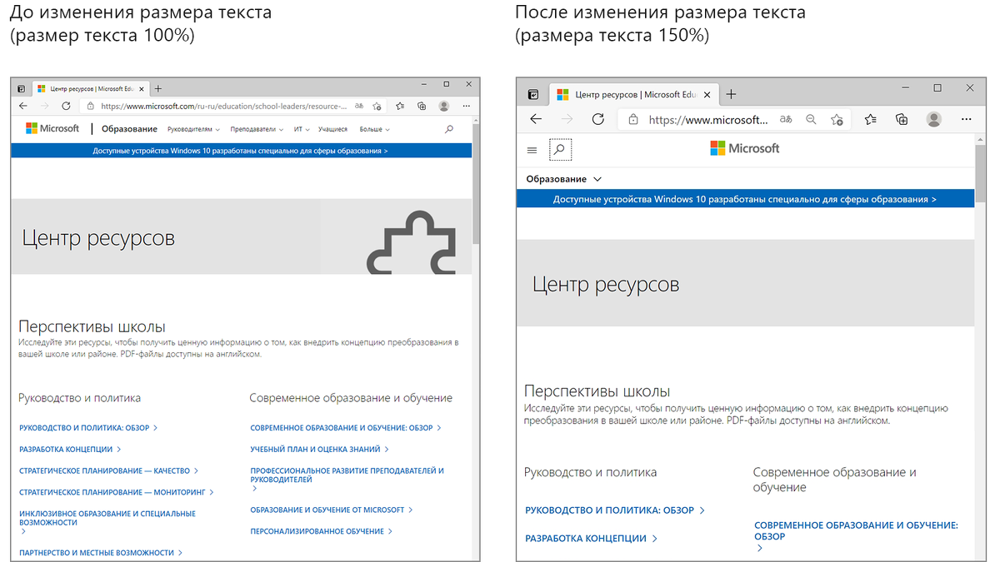 До изменения размера текста
(размер текста 100%)
Центр ресурсов | Microsoft Edu
https://www.microsoft.com/ru-ru/education/school-leaders/resource-...
Microsoft
Образование
Руководителям
Преподаватели
ИТ
Учащиеся
Больше
Доступные устройства Windows 10 разработаны специально для сферы образования >
Центр ресурсов
Перспективы школы
Исследуйте эти ресурсы, чтобы получить ценную информацию о том, как внедрить концепцию преобразования в
вашей школе или районе. PDF-файлы доступны на английском.
Руководство и политика
РУКОВОДСТВО И ПОЛИТИКА: ОБЗОР >
РАЗРАБОТКА КОНЦЕПЦИИ >
СТРАТЕГИЧЕСКОЕ ПЛАНИРОВАНИЕ — КАЧЕСТВО >
СТРАТЕГИЧЕСКОЕ ПЛАНИРОВАНИЕ — МОНИТОРИНГ >
ИНКЛЮЗИВНОЕ ОБРАЗОВАНИЕ И СПЕЦИАЛЬНЫЕ
ВОЗМОЖНОСТИ
>
ПАРТНЕРСТВО И МЕСТНЫЕ ВОЗМОЖНОСТИ >
Современное образование и обучение
СОВРЕМЕННОЕ ОБРАЗОВАНИЕ И ОБУЧЕНИЕ: ОБЗОР >
УЧЕБНЫЙ ПЛАН И ОЦЕНКА ЗНАНИЙ >
ПРОФЕССИОНАЛЬНОЕ РАЗВИТИЕ ПРЕПОДАВАТЕЛЕЙ И
РУКОВОДИТЕЛЕЙ
>
ОБРАЗОВАНИЕ И ОБУЧЕНИЕ ОТ MICROSOFT >
ПЕРСОНАЛИЗИРОВАННОЕ ОБУЧЕНИЕ >
После изменения размера текста
(размера текста 150%)
Центр ресурсов | Microsoft Edu
https://www.microsoft...
Microsoft
Образование
Доступные устройства Windows 10 разработаны специально для сферы образования >
Центр ресурсов
Перспективы школы
Исследуйте эти ресурсы, чтобы получить ценную информацию о том, как внедрить концепцию
преобразования в вашей школе или районе. PDF-файлы доступны на английском.
Руководство и политика
РУКОВОДСТВО И ПОЛИТИКА: ОБЗОР >
РАЗРАБОТКА КОНЦЕПЦИИ >
Современное образование и
обучение
СОВРЕМЕННОЕ ОБРАЗОВАНИЕ И ОБУЧЕНИЕ:
ОБЗОР
>